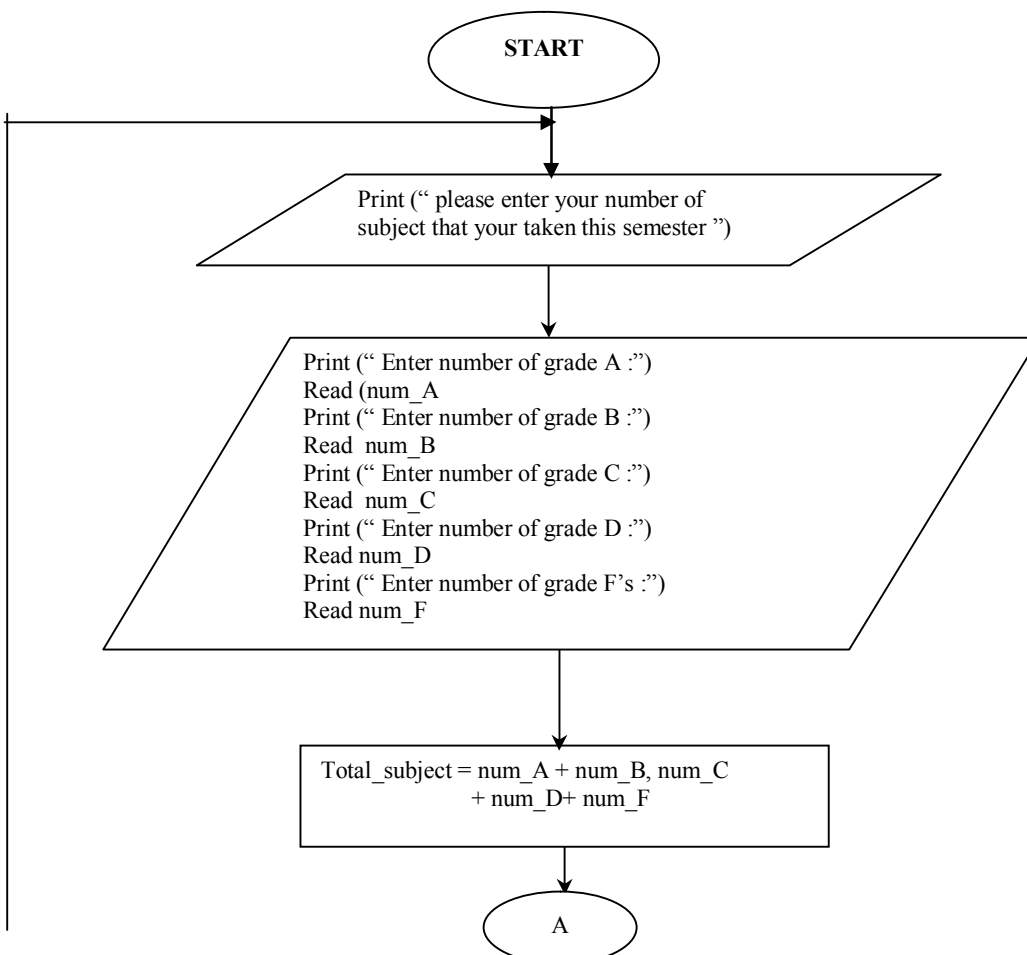 START
Print (“ please enter your number of
subject that your taken this semester ”)
Print (“ Enter number of grade A :”)
Read (num_A
Print (“ Enter number of grade B :”)
Read  num_B
Print (“ Enter number of grade C :”)
Read  num_C
Print (“ Enter number of grade D :”)
Read num_D
Print (“ Enter number of grade F’s :”)
Read num_F
Total_subject = num_A + num_B, num_C
+ num_D+ num_F
A